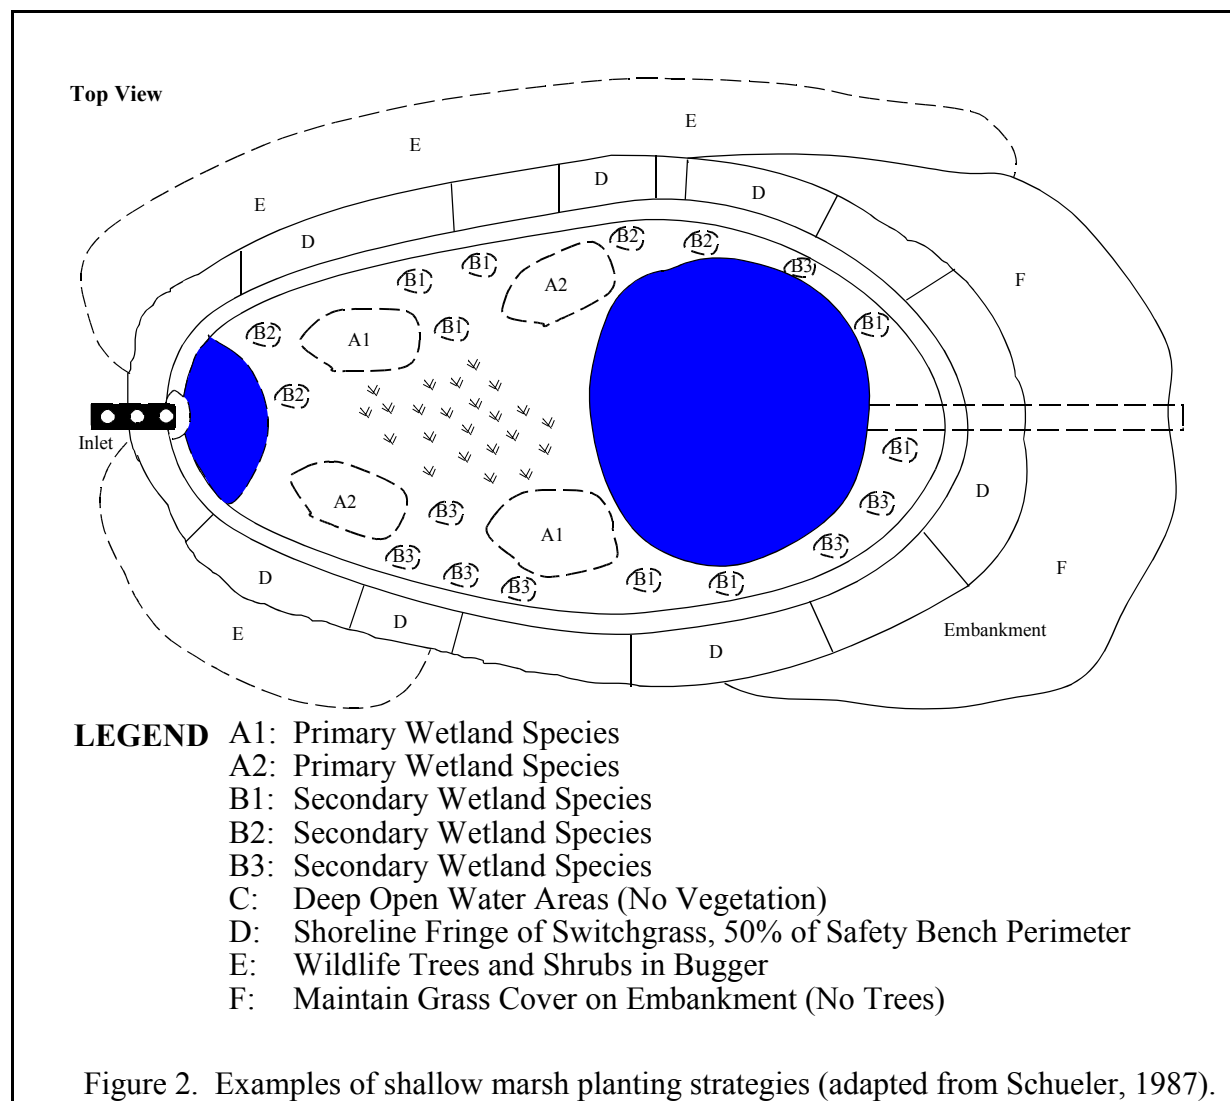 Top View
E
E
E
D
D
D
B2
B2
B1
B1
A2
B3
F
B2
A1
B1
B1
B2
Inlet
B1
A2
B3
A1
B3
D
B3
B3
B3
B3
B1
B1
F
D
D
E
D
Embankment
LEGEND A1: Primary Wetland Species
A2: Primary Wetland Species
B1: Secondary Wetland Species
B2: Secondary Wetland Species
B3: Secondary Wetland Species
C: Deep Open Water Areas (No Vegetation)
D: Shoreline Fringe of Switchgrass, 50% of Safety Bench Perimeter
E: Wildlife Trees and Shrubs in Bugger
F: Maintain Grass Cover on Embankment (No Trees)
Figure 2. Examples of shallow marsh planting strategies (adapted from Schueler, 1987).